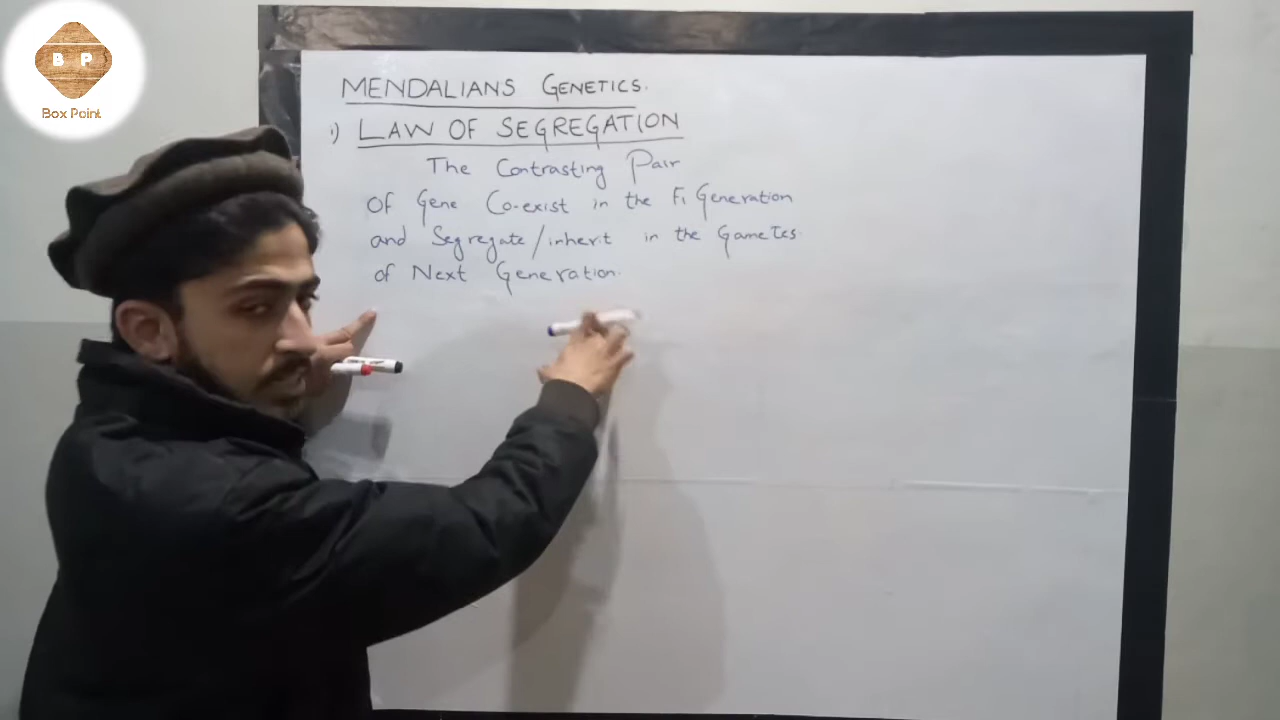 B P
Box Point
MENDALIANS GENETICS.
1) LAW OF SEGREGATION
The Contrasting Pair
Of Gene Co-exist in the F1 Generation
and Segregate/inherit in the Gametes.
of Next Generation.